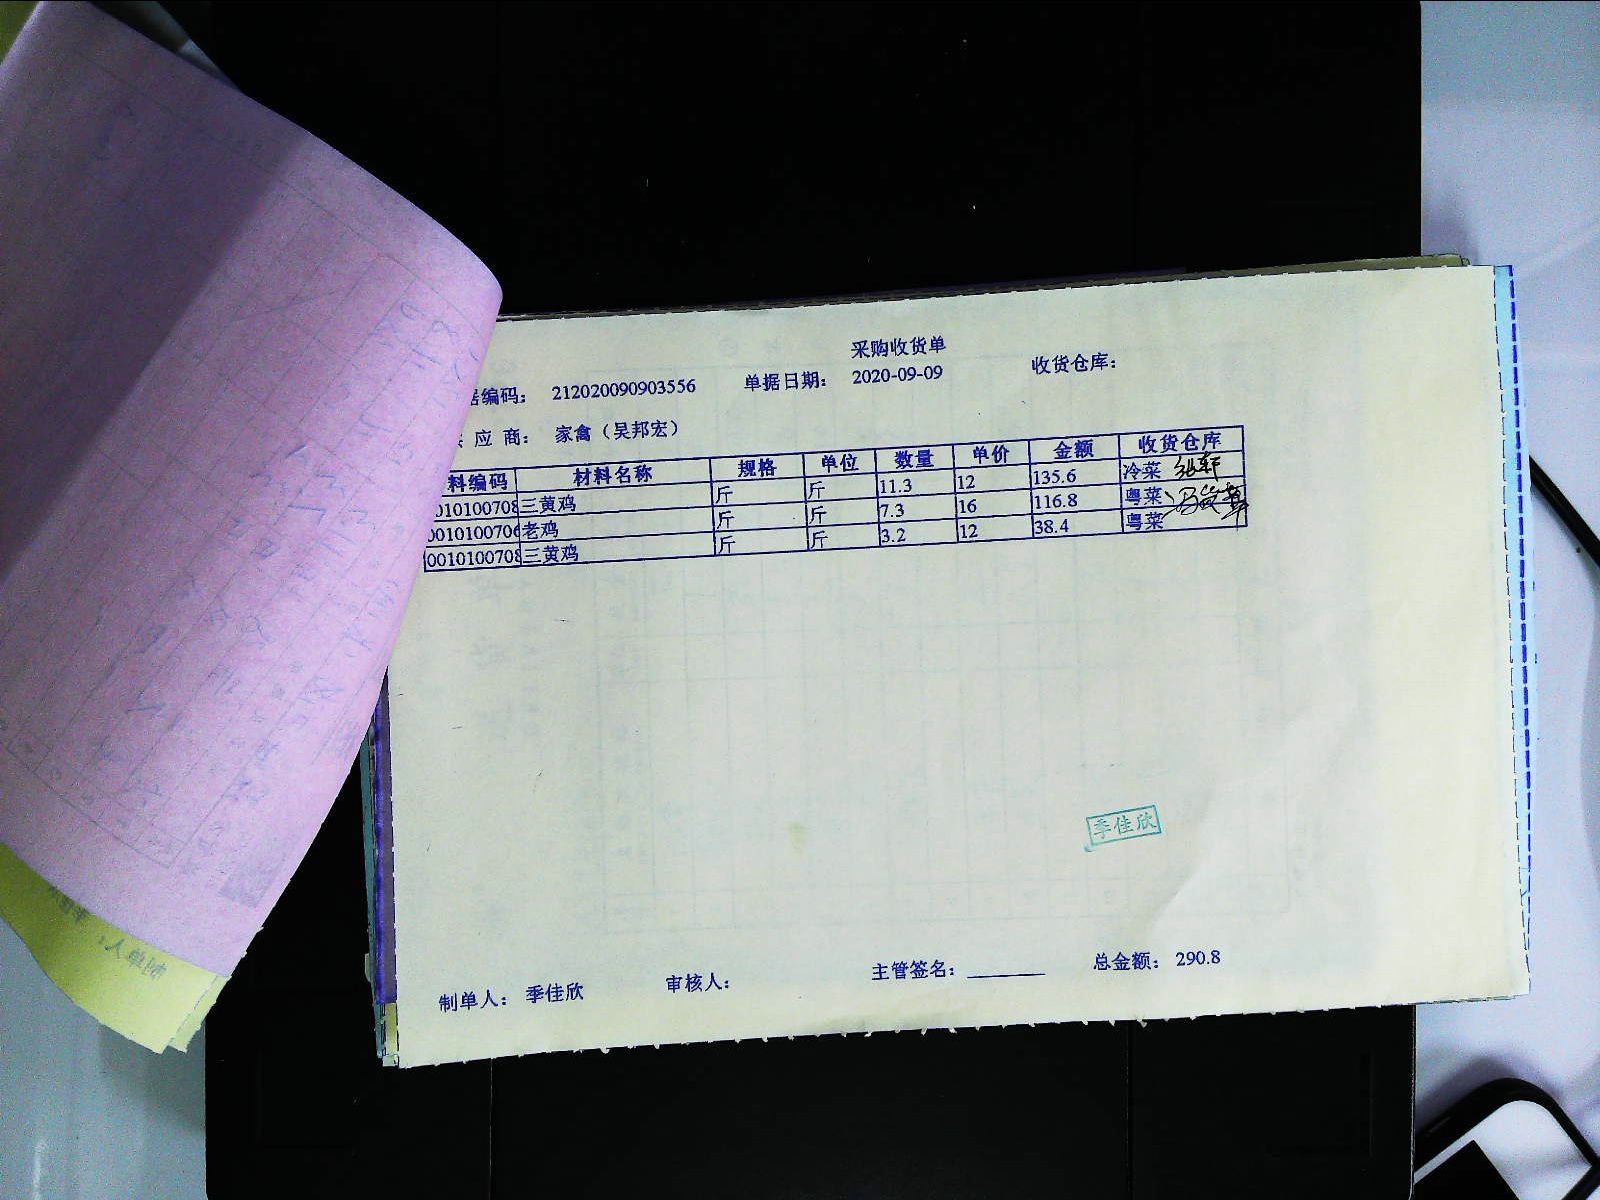 采购收货单
据编码： 212020090903556 单据日期： 2020-09-09 收货仓库：
应 商： 家禽（吴邦宏）
料编码 材料名称 规格 单位 数量 单价 金额 收货仓库
010100708 三黄鸡 斤 斤 11.3 12 135.6 冷菜
0010100706 老鸡 斤 斤 7.3 16 116.8 粤菜
0010100708 三黄鸡 斤 斤 3.2 12 38.4 粤菜
季佳欣
制单人： 季佳欣 审核人： 主管签名： 总金额： 290.8
制单人：